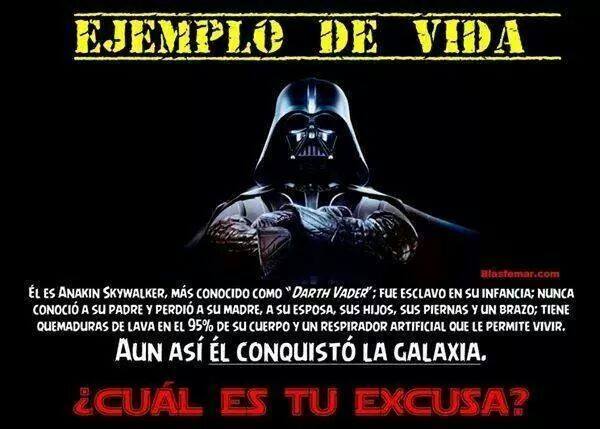 EJEMPLO DE VIDA
Blasfemar.com
ÉL ES ANAKIN SKYWALKER, MÁS CONOCIDO COMO "DARTH VADER"; FUE ESCLAVO EN SU INFANCIA; NUNCA
CONOCIÓ A SU PADRE Y PERDIÓ A SU MADRE, A SU ESPOSA, SUS HIJOS, SUS PIERNAS Y UN BRAZO; TIENE
QUEMADURAS DE LAVA EN EL 95% DE SU CUERPO Y UN RESPIRADOR ARTIFICIAL QUE LE PERMITE VIVIR.
AUN ASÍ ÉL CONQUISTÓ LA GALAXIA.
¿CUÁL ES TU EXCUSA?